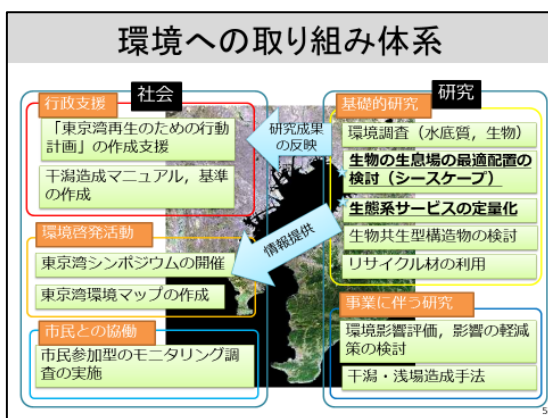 環境への取り組み体系
社会
行政支援
「東京湾再生のための行動
計画」の作成支援
干潟造成マニュアル，基準
の作成
環境啓発活動
東京湾シンポジウムの開催
東京湾環境マップの作成
市民との協働
市民参加型のモニタリング調
査の実施
研究成果
の反映
情報提供
研究
基礎的研究
環境調査（水底質，生物）
生物の生息場の最適配置の
検討（シースケープ）
生態系サービスの定量化
生物共生型構造物の検討
リサイクル材の利用
事業に伴う研究
環境影響評価，影響の軽減
策の検討
干潟・浅場造成手法
5